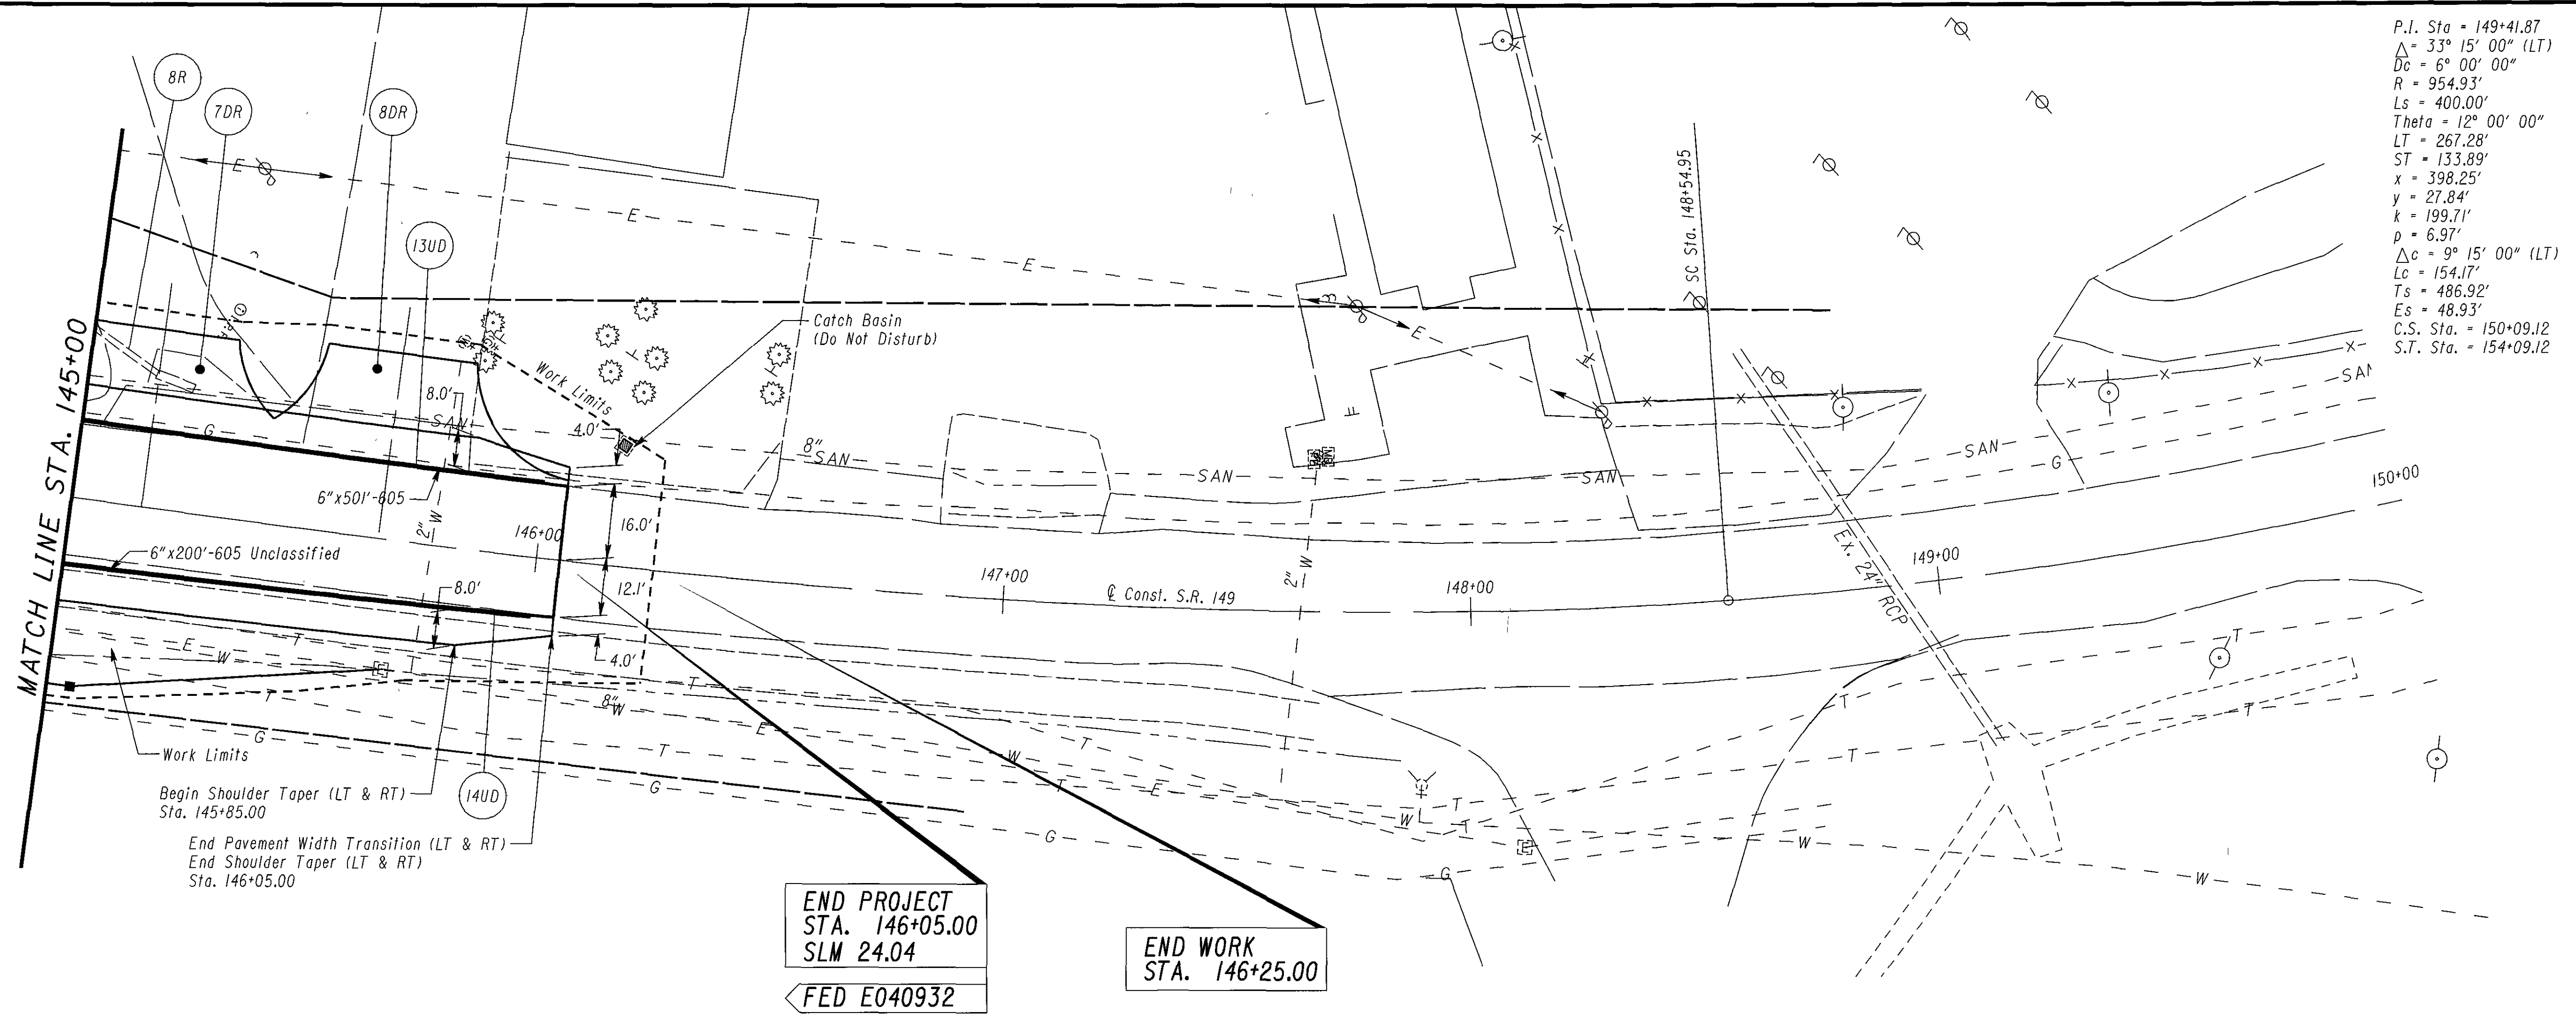 P.I. Sta = 149+41.87
Δ= 33° 15' 00" (LT)
Dc = 6° 00' 00"
R = 954.93'
Ls = 400.00'
Theta = 12° 00' 00"
LT = 267.28'
ST = 133.89'
x = 398.25'
y = 27.84'
k = 199.71'
p = 6.97'
Δc = 9° 15' 00" (LT)
Lc = 154.17'
Ts = 486.92'
Es = 48.93'
C.S. Sta. = 150+09.12
S.T. Sta. = 154+09.12
8R
7DR
8DR
13UD
E
E
E
E
SC Sta. 148+54.95
Catch Basin
(Do Not Disturb)
Work Limits
MATCH LINE STA. 145+00
8.0'
4.0'
SAN
G
8"
SAN
SAN
SAN
SAN
SAN
G
6"x501'-605
2" W
16.0'
146+00
6"x200'-605 Unclassified
12.1'
8.0'
4.0'
147+00
℄ Const. S.R. 149
2" W
148+00
149+00
150+00
Ex. 24" RCP
E
W
T
T
T
8"W
G
T
E
W
T
T
E
G
G
W
T
T
T
T
T
T
G
W
W
Work Limits
Begin Shoulder Taper (LT & RT)
Sta. 145+85.00
14UD
End Pavement Width Transition (LT & RT)
End Shoulder Taper (LT & RT)
Sta. 146+05.00
END PROJECT
STA. 146+05.00
SLM 24.04
FED E040932
END WORK
STA. 146+25.00